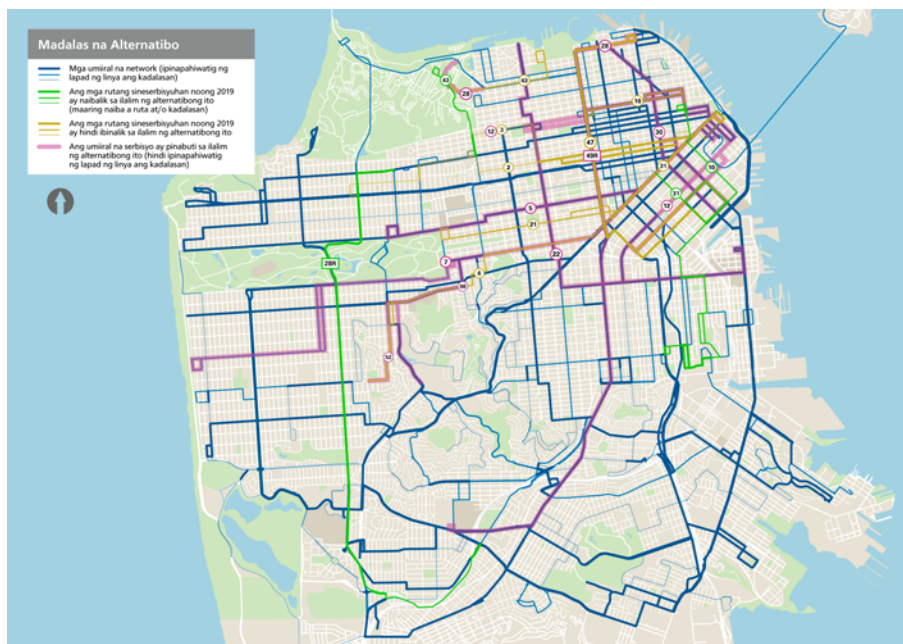 Madalas na Alternatibo
Mga umiiral na network (ipinapahiwatig ng
lapad ng linya ang kadalasan)
Ang mga rutang sineserbisyuhan noong 2019
ay naibalik sa ilalim ng alternatibong ito
(maaring naiba a ruta at/o kadalasan)
Ang mga rutang sineserbisyuhan noong 2019
ay hindi ibinalik sa ilalim ng alternatibong ito
Ang umiiral na serbisyo ay pinabuti sa ilalim
ng alternatibong ito (hindi ipinapahiwatig
ng lapad ng linya ang kadalasan)
28
43
43
28
10
12
3
30
47
49R
2
31
10
31
12
5
21
22
28R
7
6
66
52